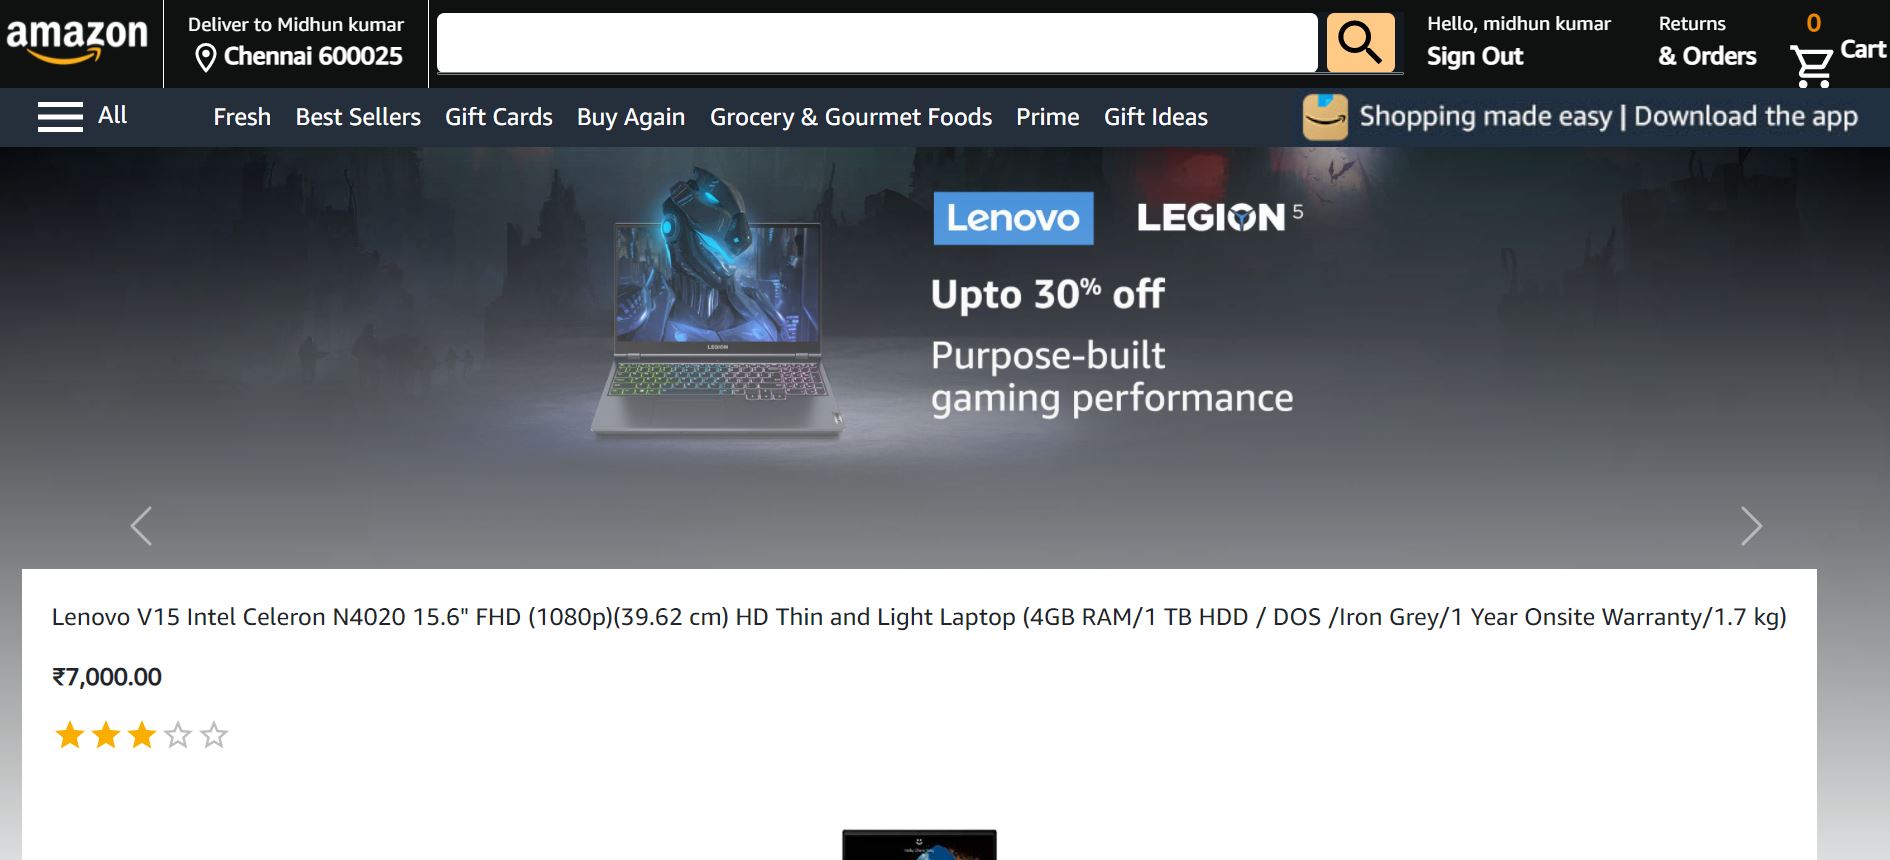 amazon
Deliver to Midhun kumar
Chennai 600025
Hello, midhun kumar
Sign Out
Returns
& Orders
0
Cart
All
Fresh
Best Sellers
Gift Cards
Buy Again
Grocery & Gourmet Foods
Prime
Gift Ideas
Shopping made easy | Download the app
Lenovo
LEGION 5
Upto 30% off
Purpose-built
gaming performance
LEGION
Lenovo V15 Intel Celeron N4020 15.6" FHD (1080p)(39.62 cm) HD Thin and Light Laptop (4GB RAM/1 TB HDD / DOS /Iron Grey/1 Year Onsite Warranty/1.7 kg)
₹7,000.00